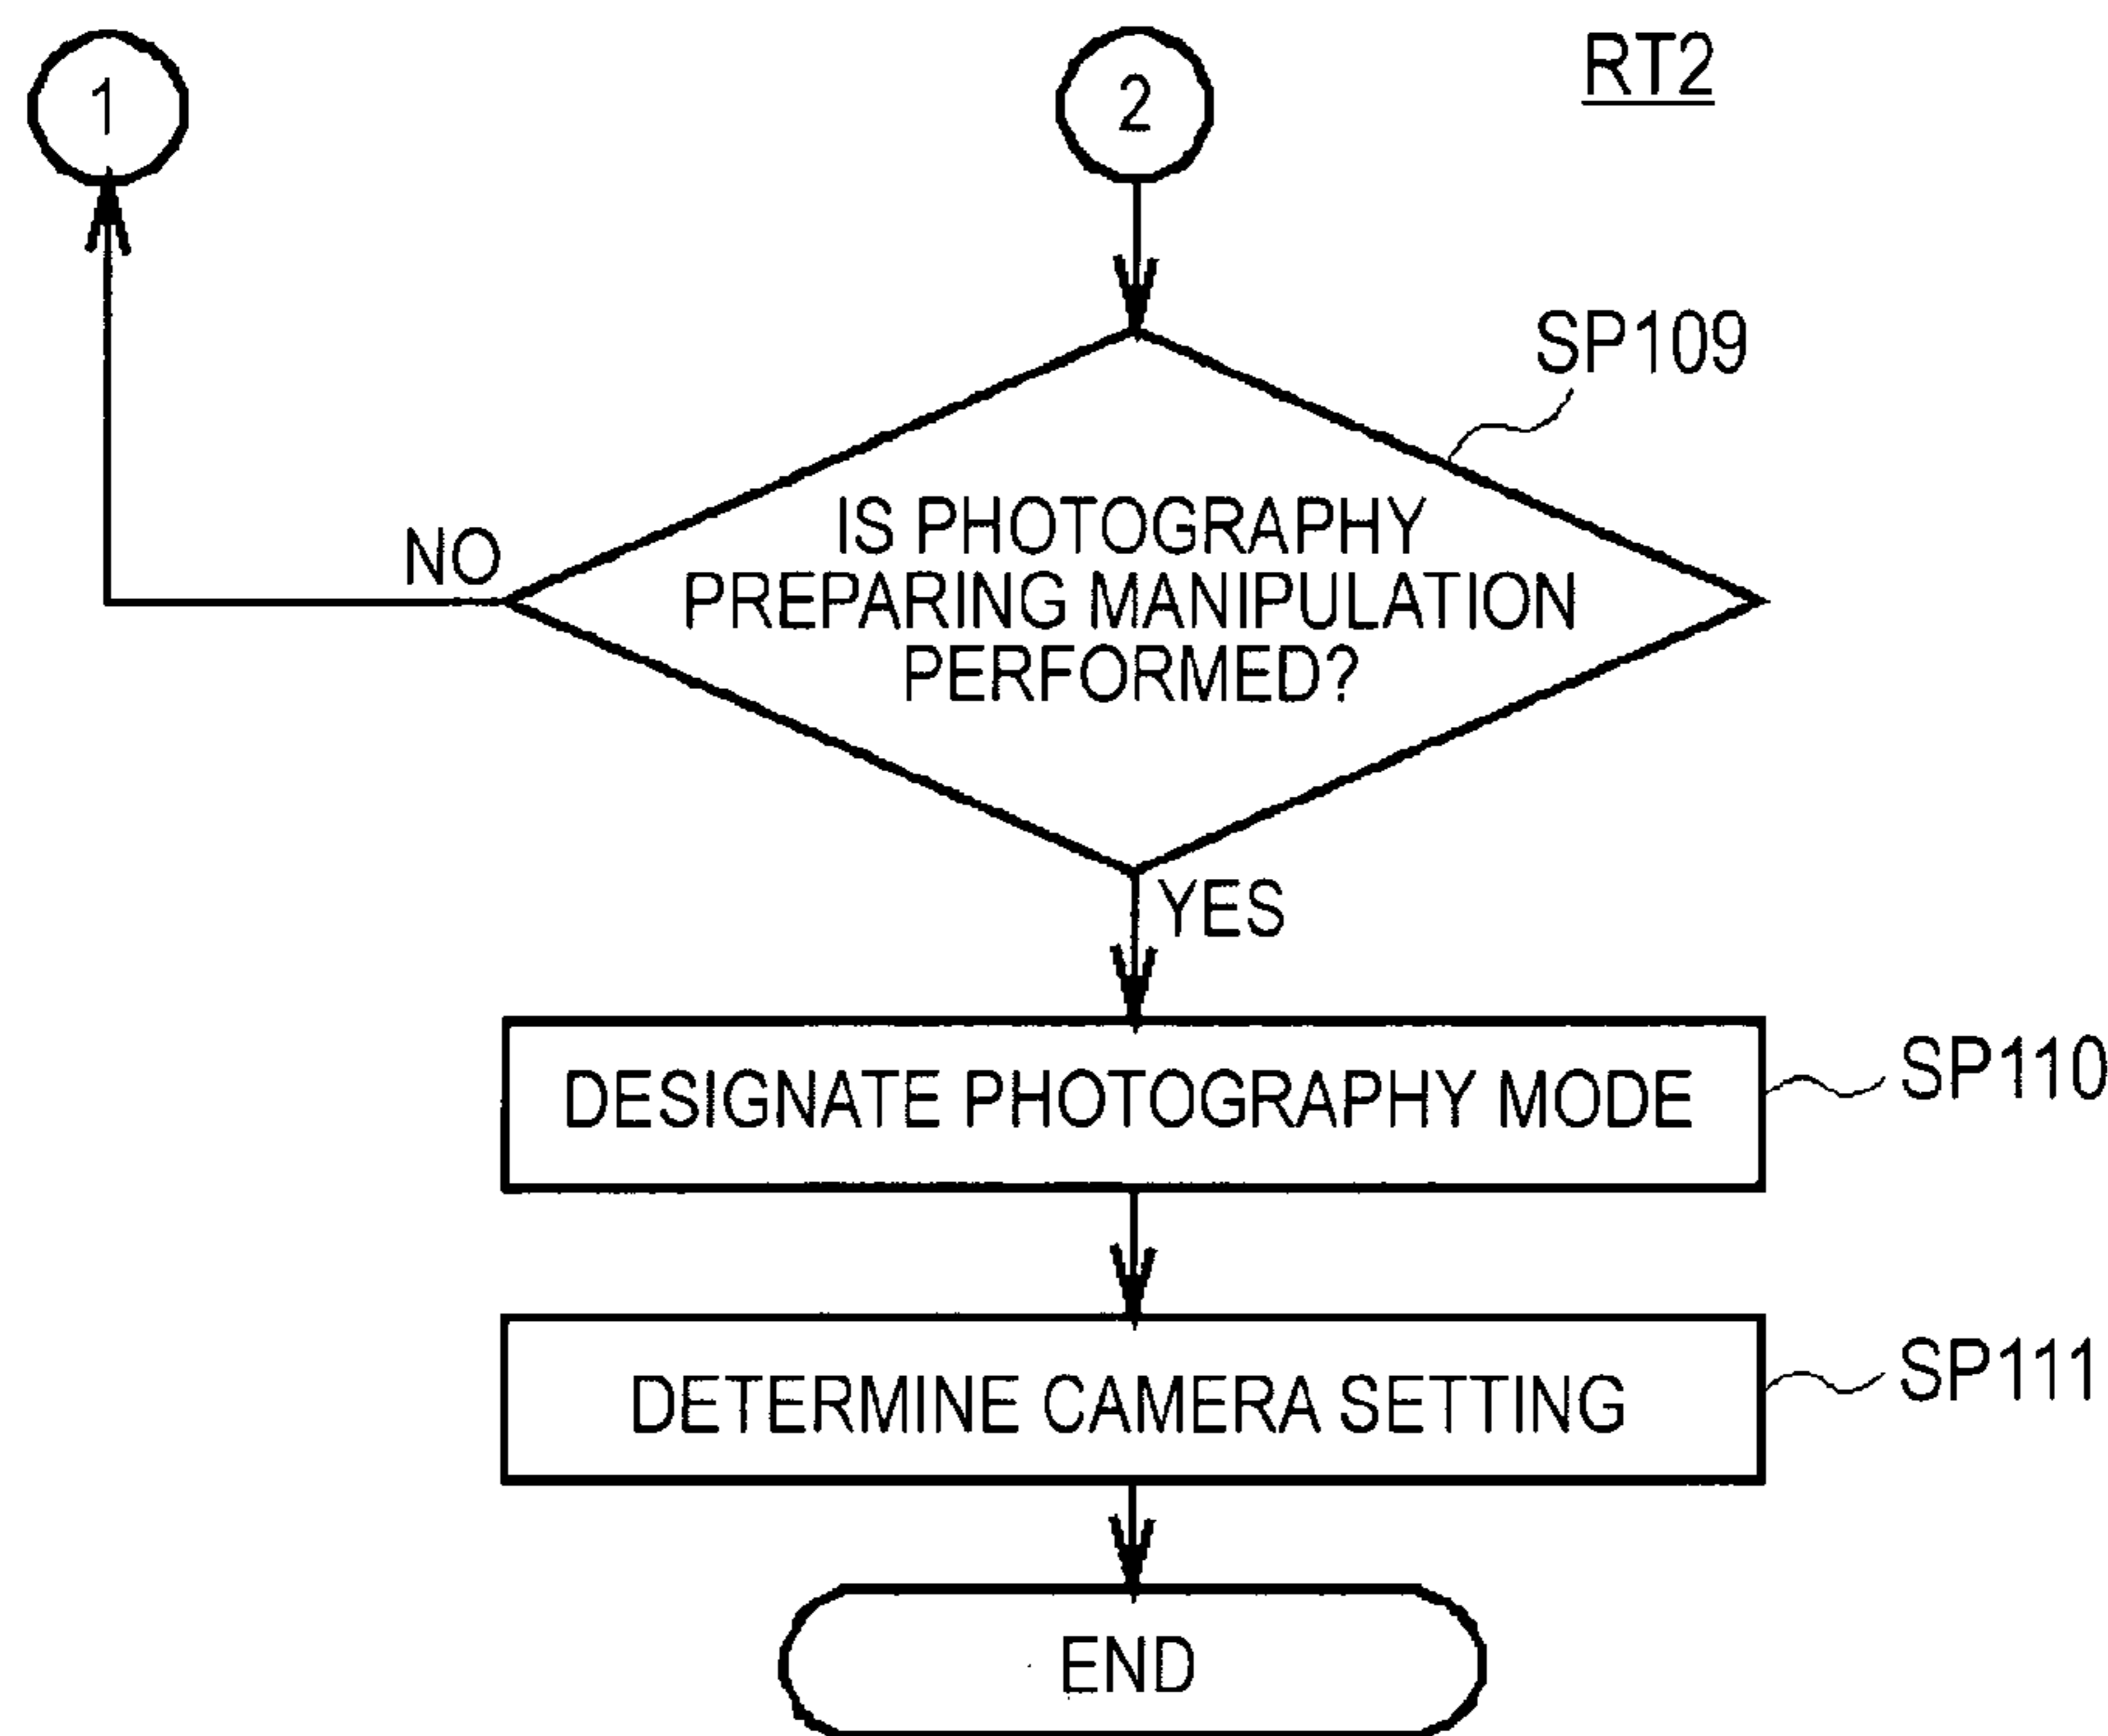 1
2
RT2
SP109
IS PHOTOGRAPHY
PREPARING MANIPULATION
PERFORMED?
NO
YES
DESIGNATE PHOTOGRAPHY MODE
SP110
DETERMINE CAMERA SETTING
SP111
END